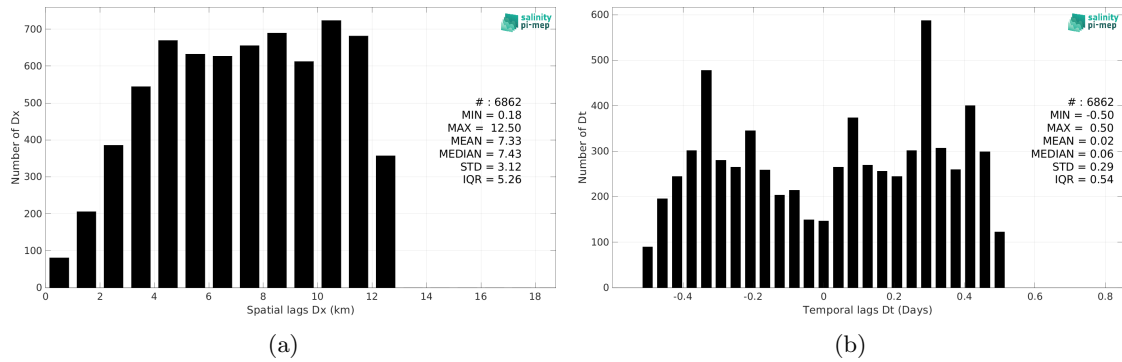 700
600
500
400
300
200
100
0
Number of Dx
0 2 4 6 8 10 12 14 16 18
Spatial lags Dx (km)
salinity
pi-mep
# : 6862
MIN = 0.18
MAX = 12.50
MEAN = 7.33
MEDIAN = 7.43
STD = 3.12
IQR = 5.26
(a)
600
500
400
300
200
100
0
Number of Dt
-0.4 -0.2 0 0.2 0.4 0.6 0.8
Temporal lags Dt (Days)
salinity
pi-mep
# : 6862
MIN = -0.50
MAX = 0.50
MEAN = 0.02
MEDIAN = 0.06
STD = 0.29
IQR = 0.54
(b)